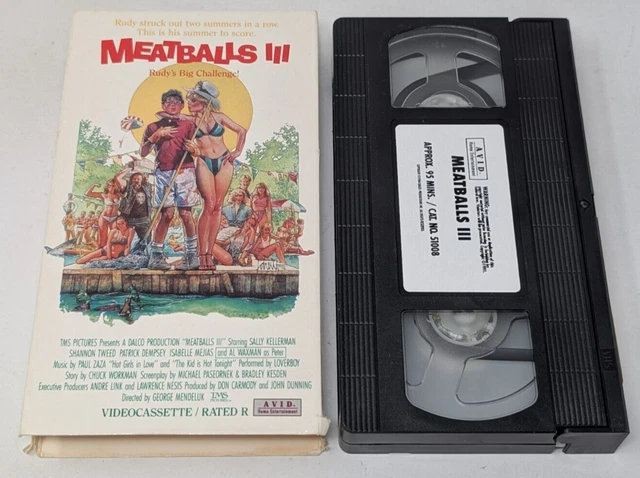 Rudy struck out two summers in a row.
This is his summer to score.
MEATBALLS III
Rudy's Big Challenge!
TMS PICTURES Presents A DALCO PRODUCTION "MEATBALLS III" Starring SALLY KELLERMAN
SHANNON TWEED PATRICK DEMPSEY ISABELLE MEJIAS and AL WAXMAN as Peter
Music by PAUL ZAZA "Hot Girls in Love" and "The Kid is Hot Tonight" Performed by LOVERBOY
Story by CHUCK WORKMAN Screenplay by MICHAEL PASEORNEK & BRADLEY KESDEN
Executive Producers ANDRE LINK and LAWRENCE NESIS Produced by DON CARMODY and JOHN DUNNING
Directed by GEORGE MENDELUK TMS
VIDEOCASSETTE / RATED R
A.V.I.D.
Home Entertainment
A.V.I.D.
Home Entertainment
MEATBALLS III
APPROX. 95 MINS. / CAT. NO. 51008
WARNING:
VHS